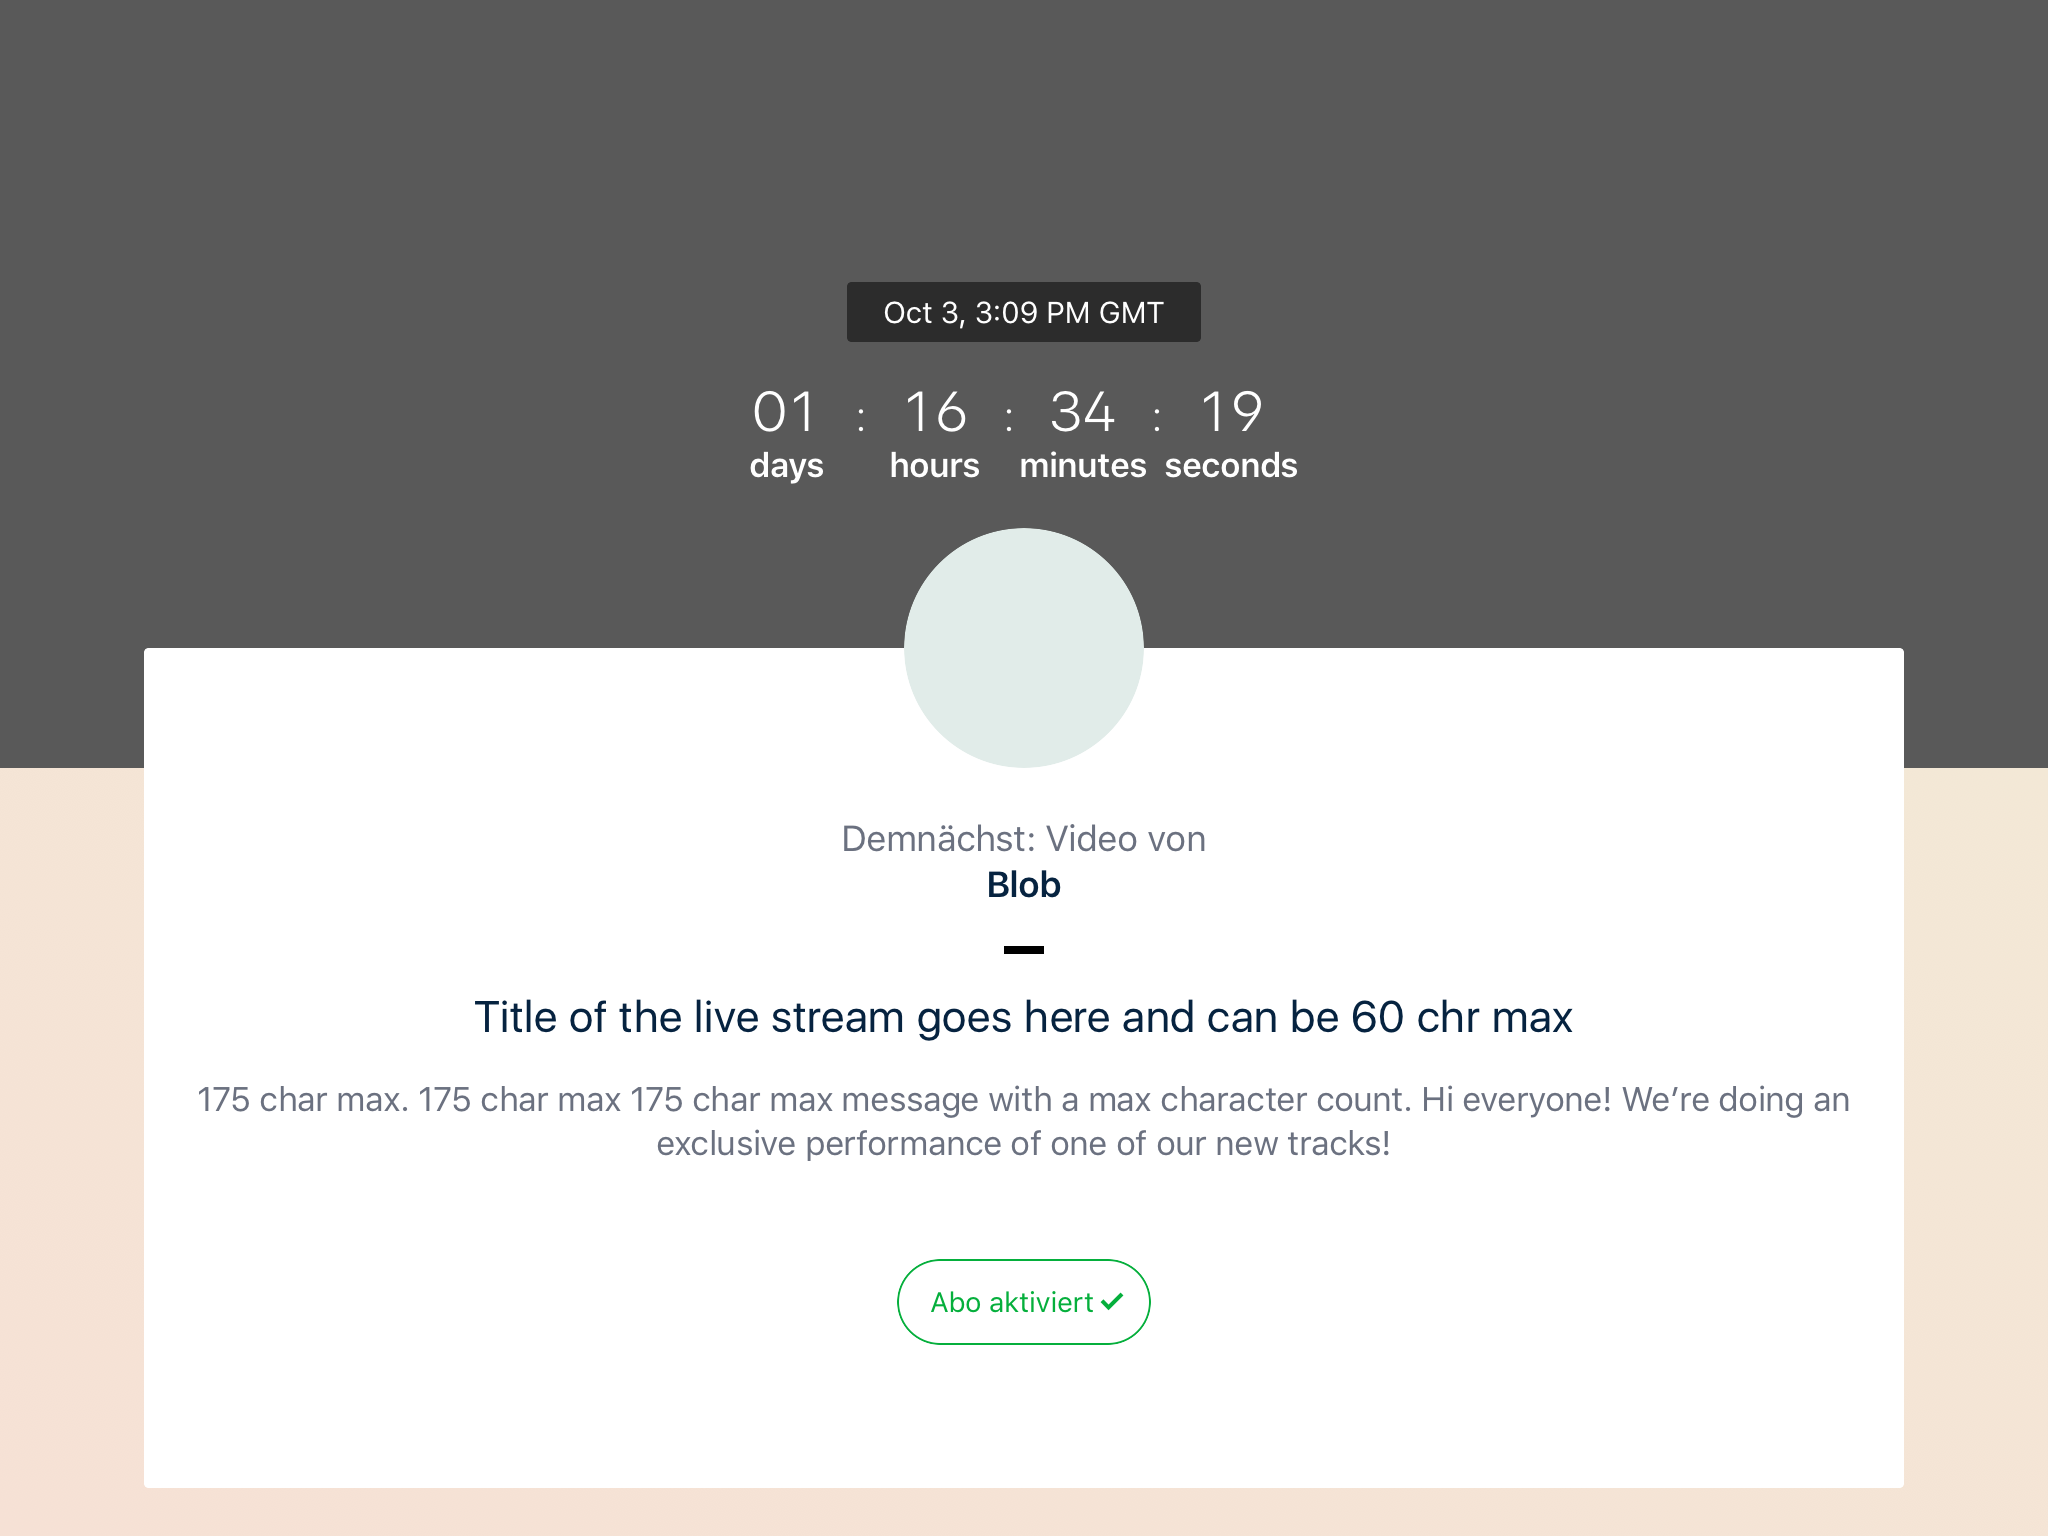 Oct 3, 3:09 PM GMT
01 : 16 : 34 : 19
days hours minutes seconds
Demnächst: Video von
Blob
Title of the live stream goes here and can be 60 chr max
175 char max. 175 char max 175 char max message with a max character count. Hi everyone! We’re doing an
exclusive performance of one of our new tracks!
Abo aktiviert